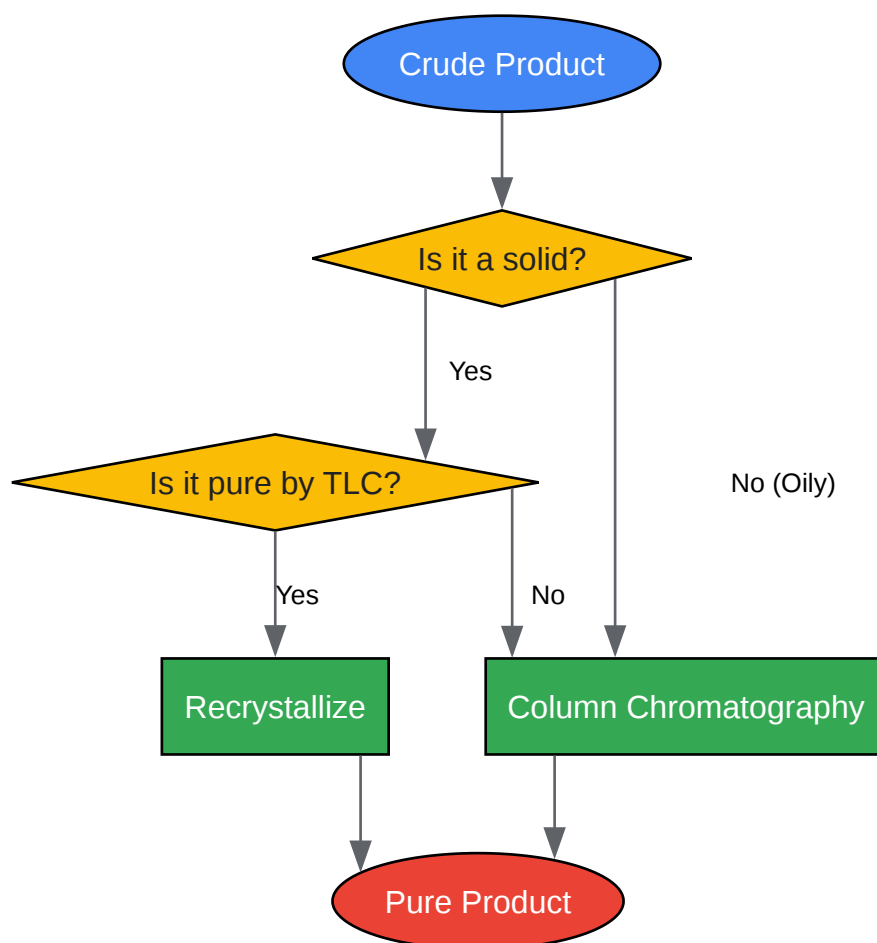 Crude Product
Is it a solid?
Yes
Is it pure by TLC?
No (Oily)
Yes
No
Recrystallize
Column Chromatography
Pure Product